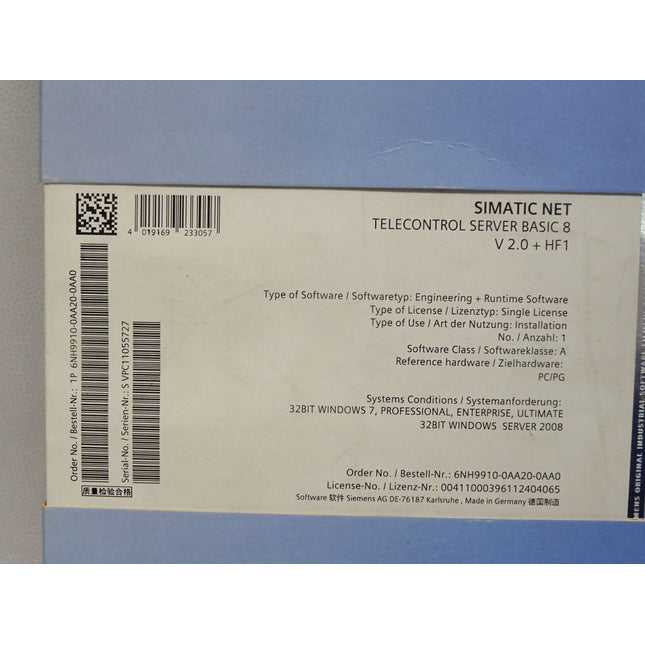 4 019169 233057
SIMATIC NET
TELECONTROL SERVER BASIC 8
V 2.0 + HF1
Type of Software / Softwaretyp: Engineering + Runtime Software
Type of License / Lizenztyp: Single License
Type of Use / Art der Nutzung: Installation
No. / Anzahl: 1
Software Class / Softwareklasse: A
Reference hardware / Zielhardware:
PC/PG
Systems Conditions / Systemanforderung:
32BIT WINDOWS 7, PROFESSIONAL, ENTERPRISE, ULTIMATE
32BIT WINDOWS SERVER 2008
Order No. / Bestell-Nr.: 6NH9910-0AA20-0AA0
License-No. / Lizenz-Nr.: 00411000396112404065
Software 软件 Siemens AG DE-76187 Karlsruhe , Made in Germany 德国制造
Order No. / Bestell-Nr.: 1P 6NH9910-0AA20-0AA0
Serial-No. / Serien-Nr.: S VPC11055727
质量检验合格
ORIGINAL INDUSTRIAL SOFTWARE